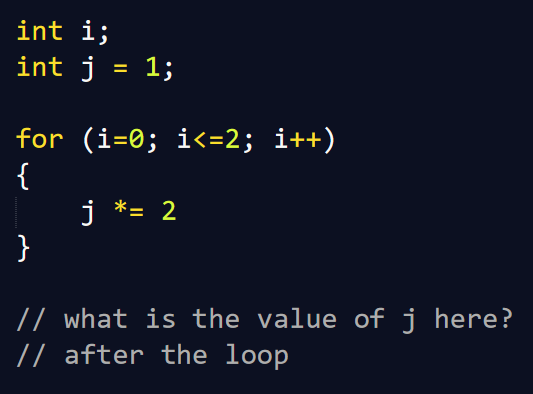 int i;
int j = 1;
for (i=0; i<=2; i++)
{
j *= 2
}
// what is the value of j here?
// after the loop